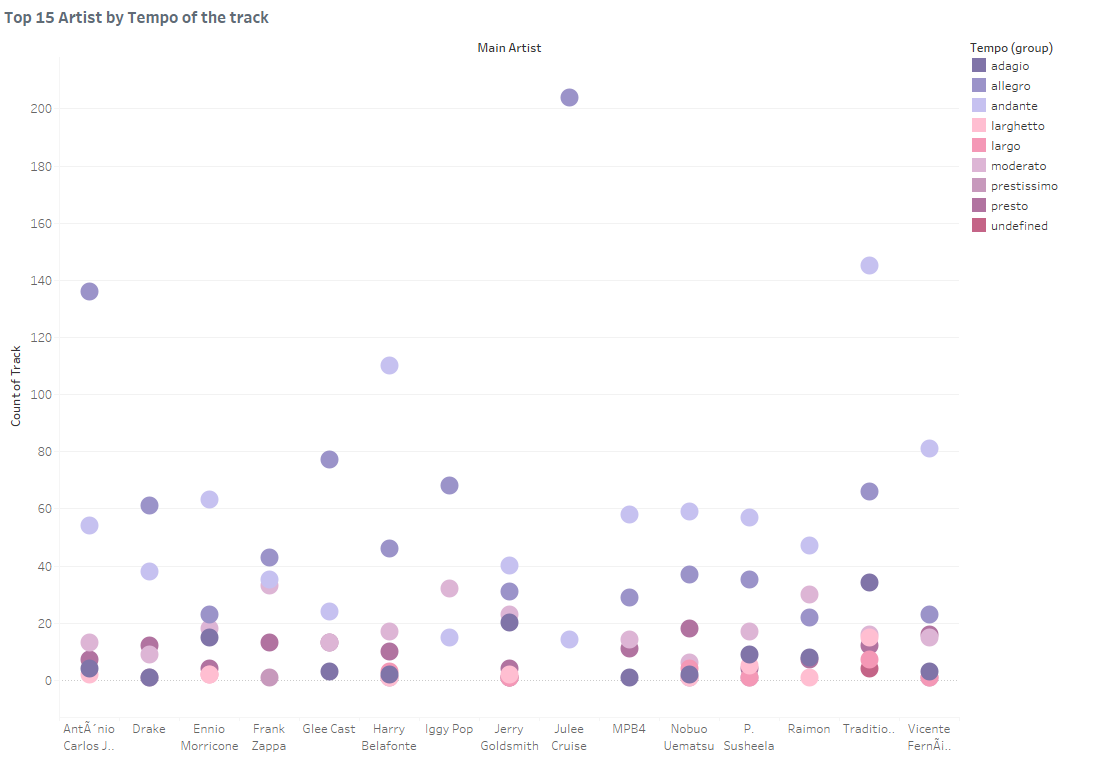 Top 15 Artist by Tempo of the track
Main Artist
Tempo (group)
adagio
allegro
andante
larghetto
largo
moderato
prestissimo
presto
undefined
Count of Track
200
180
160
140
120
100
80
60
40
20
0
AntÃ´nio Carlos J..
Drake
Ennio Morricone
Frank Zappa
Glee Cast
Harry Belafonte
Iggy Pop
Jerry Goldsmith
Julee Cruise
MPB4
Nobuo Uematsu
P. Susheela
Raimon
Traditio..
Vicente FernÃi..